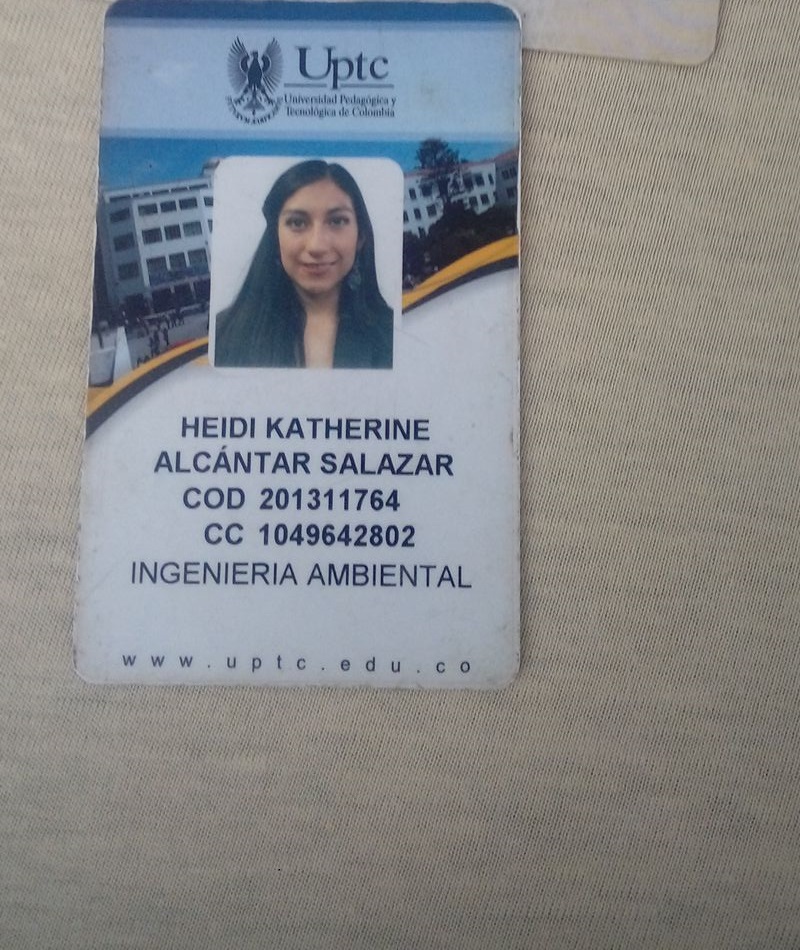 Uptc
Universidad Pedagógica y
Tecnológica de Colombia
HEIDI KATHERINE
ALCÁNTAR SALAZAR
COD 201311764
CC 1049642802
INGENIERIA AMBIENTAL
www.uptc.edu.co